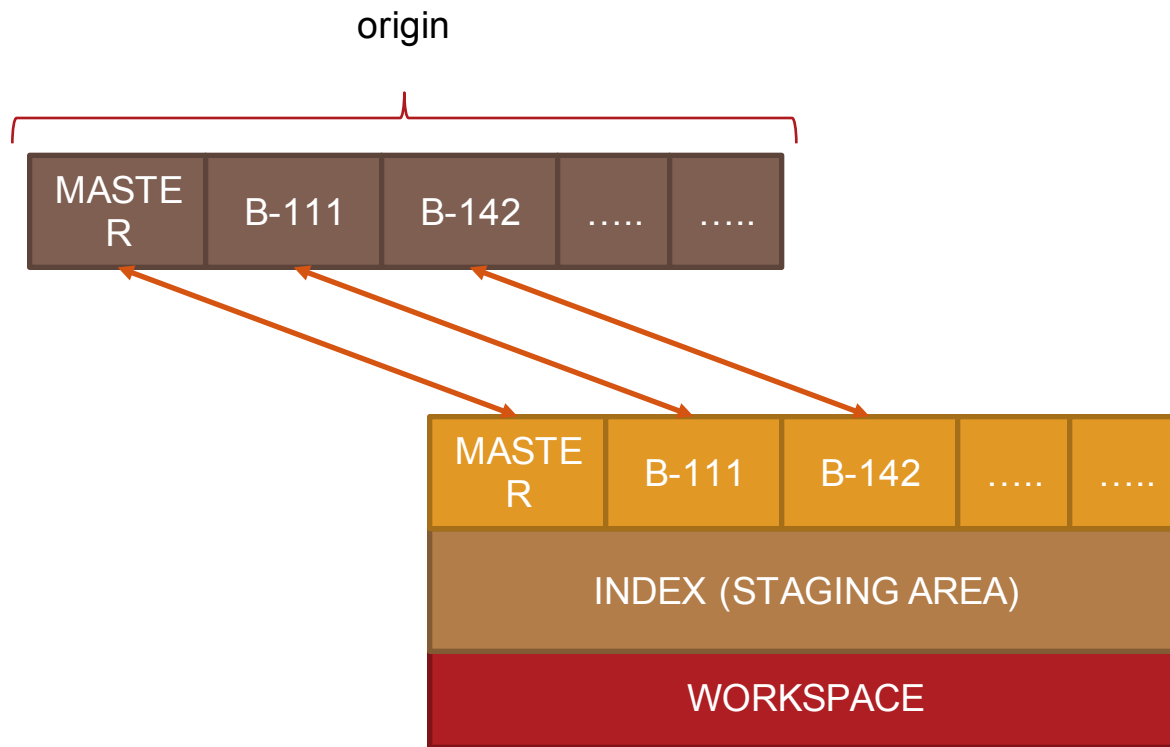 origin
MASTE
R
B-111
B-142
.....
.....
MASTE
R
B-111
B-142
.....
.....
INDEX (STAGING AREA)
WORKSPACE